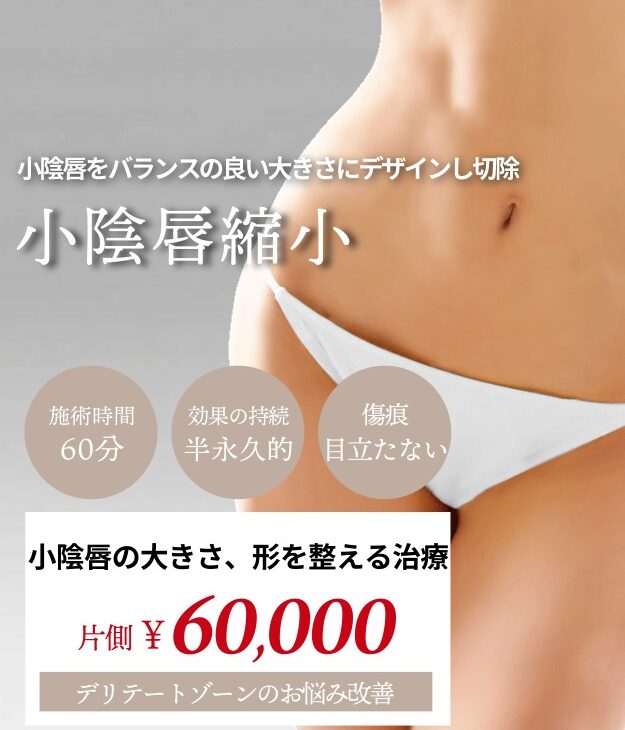 小陰唇をバランスの良い大きさにデザインし切除
小陰唇縮小
施術時間
60分
効果の持続
半永久的
傷痕
目立たない
小陰唇の大きさ、形を整える治療
片側¥60,000
デリテートゾーンのお悩み改善